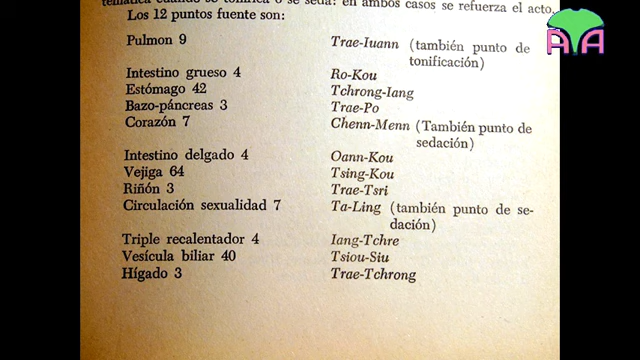 temática cuando se tonifica o se seda: en ambos casos se refuerza el acto.
Los 12 puntos fuente son:
Pulmon 9 Trae-Iuann (también punto de
tonificación)
Intestino grueso 4 Ro-Kou
Estómago 42 Tchrong-Iang
Bazo-páncreas 3 Trae-Po
Corazón 7 Chenn-Menn (También punto de
sedación)
Intestino delgado 4 Oann-Kou
Vejiga 64 Tsing-Kou
Riñón 3 Trae-Tsri
Circulación sexualidad 7 Ta-Ling (también punto de se-
dación)
Triple recalentador 4 Iang-Tchre
Vesícula biliar 40 Tsiou-Siu
Hígado 3 Trae-Tchrong
A A